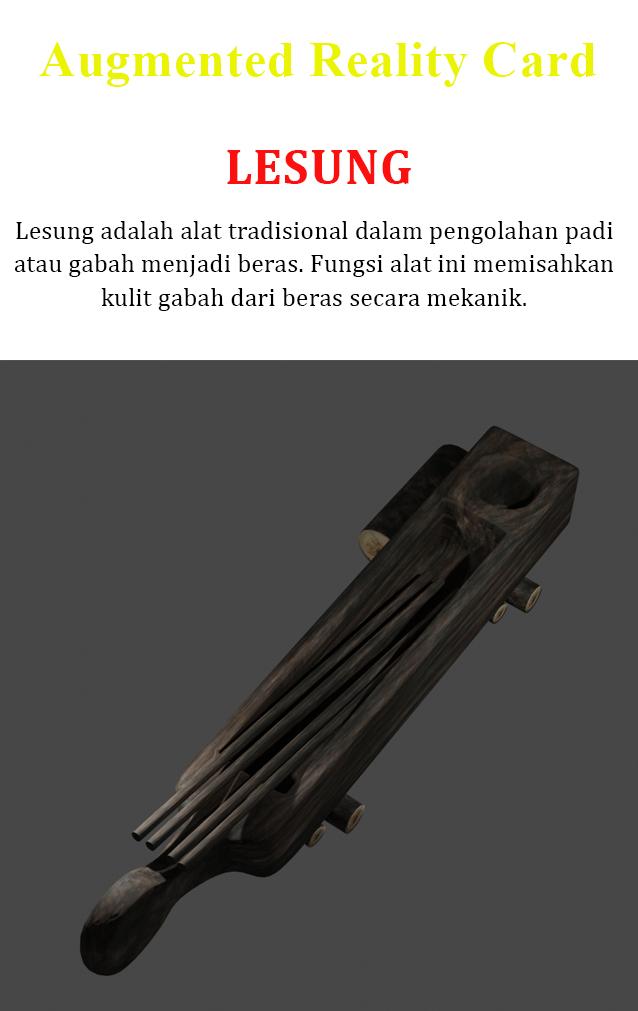 Augmented Reality Card
LESUNG
Lesung adalah alat tradisional dalam pengolahan padi
atau gabah menjadi beras. Fungsi alat ini memisahkan
kulit gabah dari beras secara mekanik.